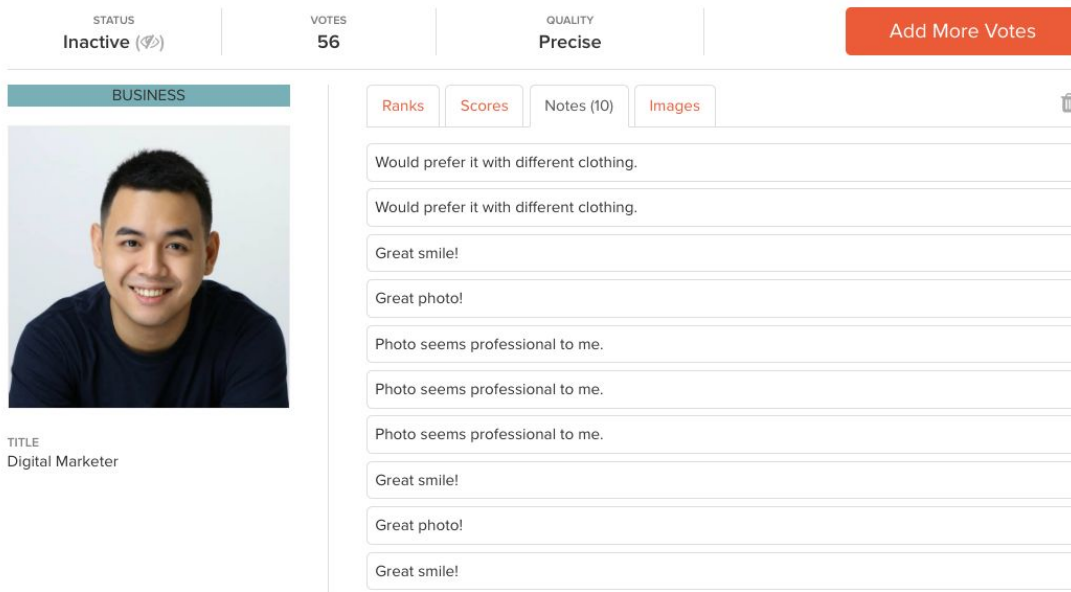 STATUS
Inactive
VOTES
56
QUALITY
Precise
Add More Votes
BUSINESS
Ranks
Scores
Notes (10)
Images
Would prefer it with different clothing.
Would prefer it with different clothing.
Great smile!
Great photo!
Photo seems professional to me.
Photo seems professional to me.
Photo seems professional to me.
Great smile!
Great photo!
Great smile!
TITLE
Digital Marketer